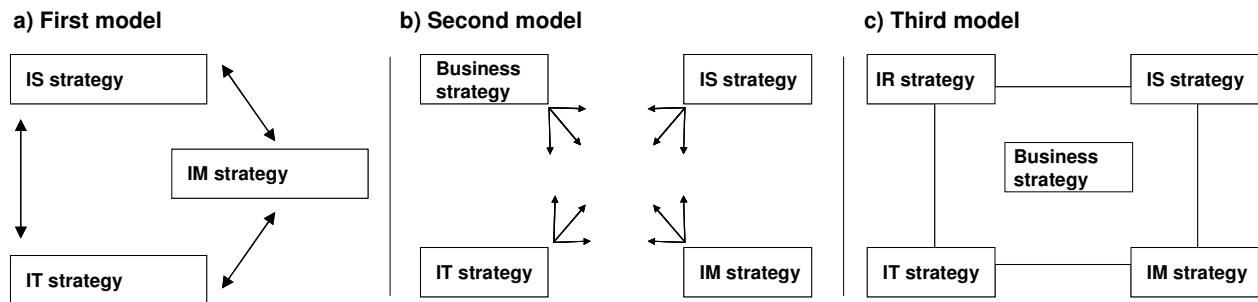 a) First model
IS strategy
IM strategy
IT strategy
b) Second model
Business
strategy
IS strategy
IT strategy
IM strategy
c) Third model
IR strategy
IS strategy
Business
strategy
IT strategy
IM strategy